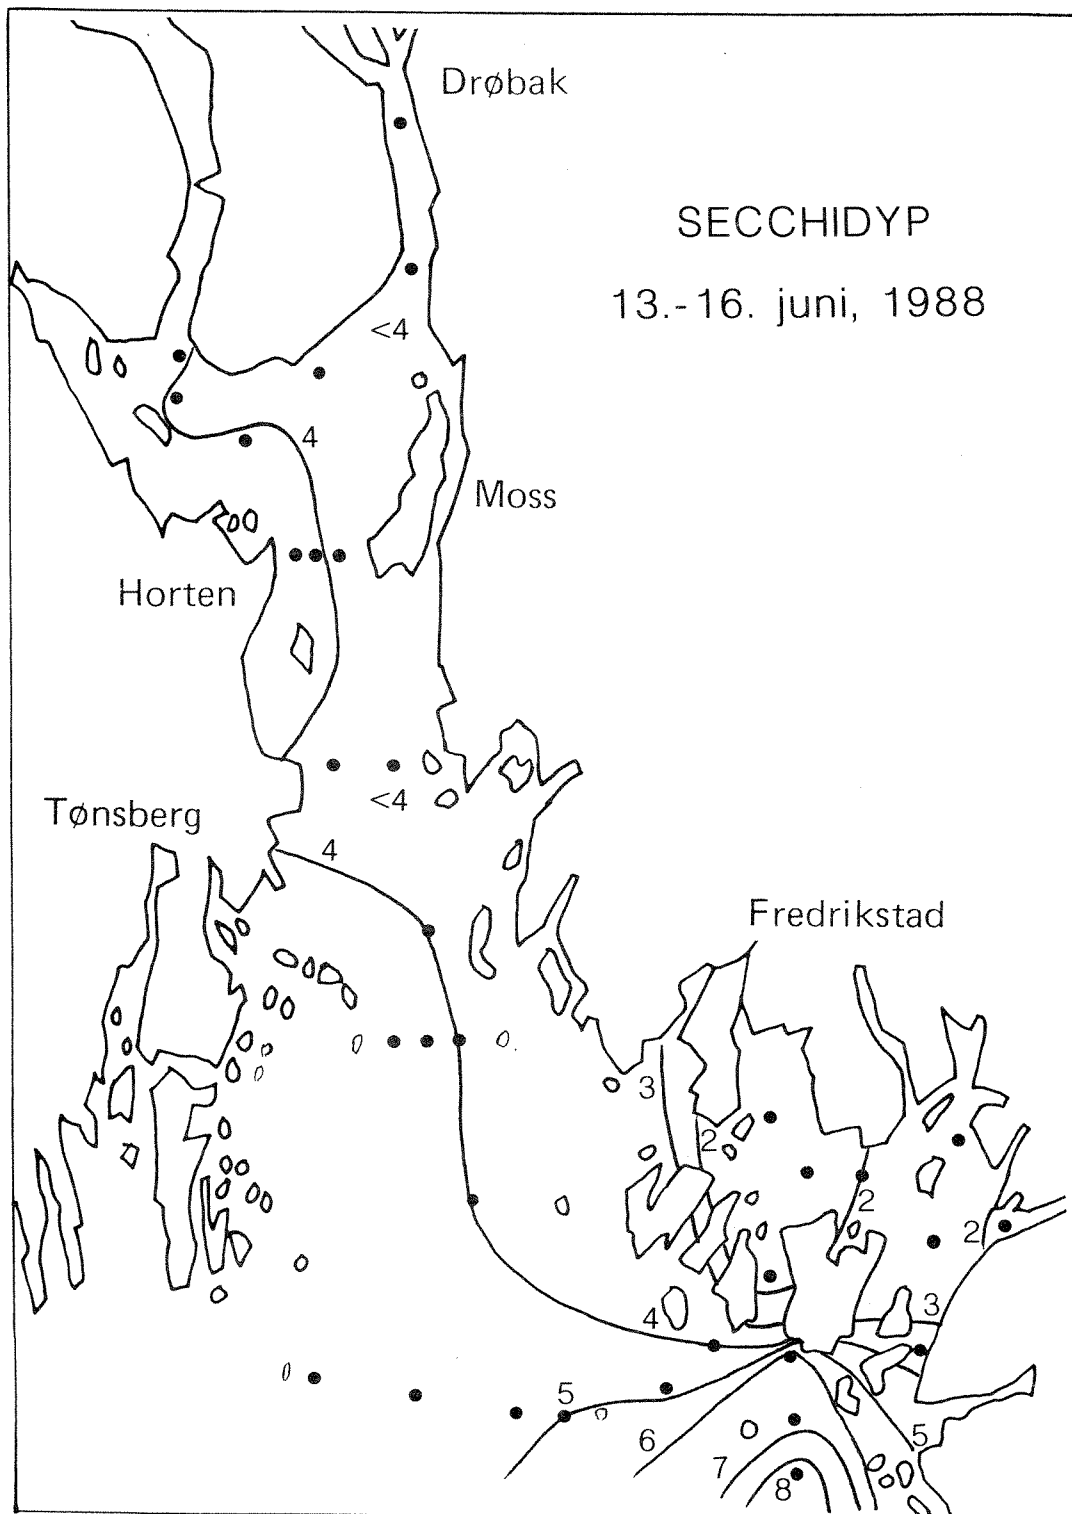 Drøbak
SECCHIDYP
13.-16. juni, 1988
<4
4
Moss
Horten
<4
Tønsberg
4
Fredrikstad
3
2
2
2
3
4
5
5
6
7
8